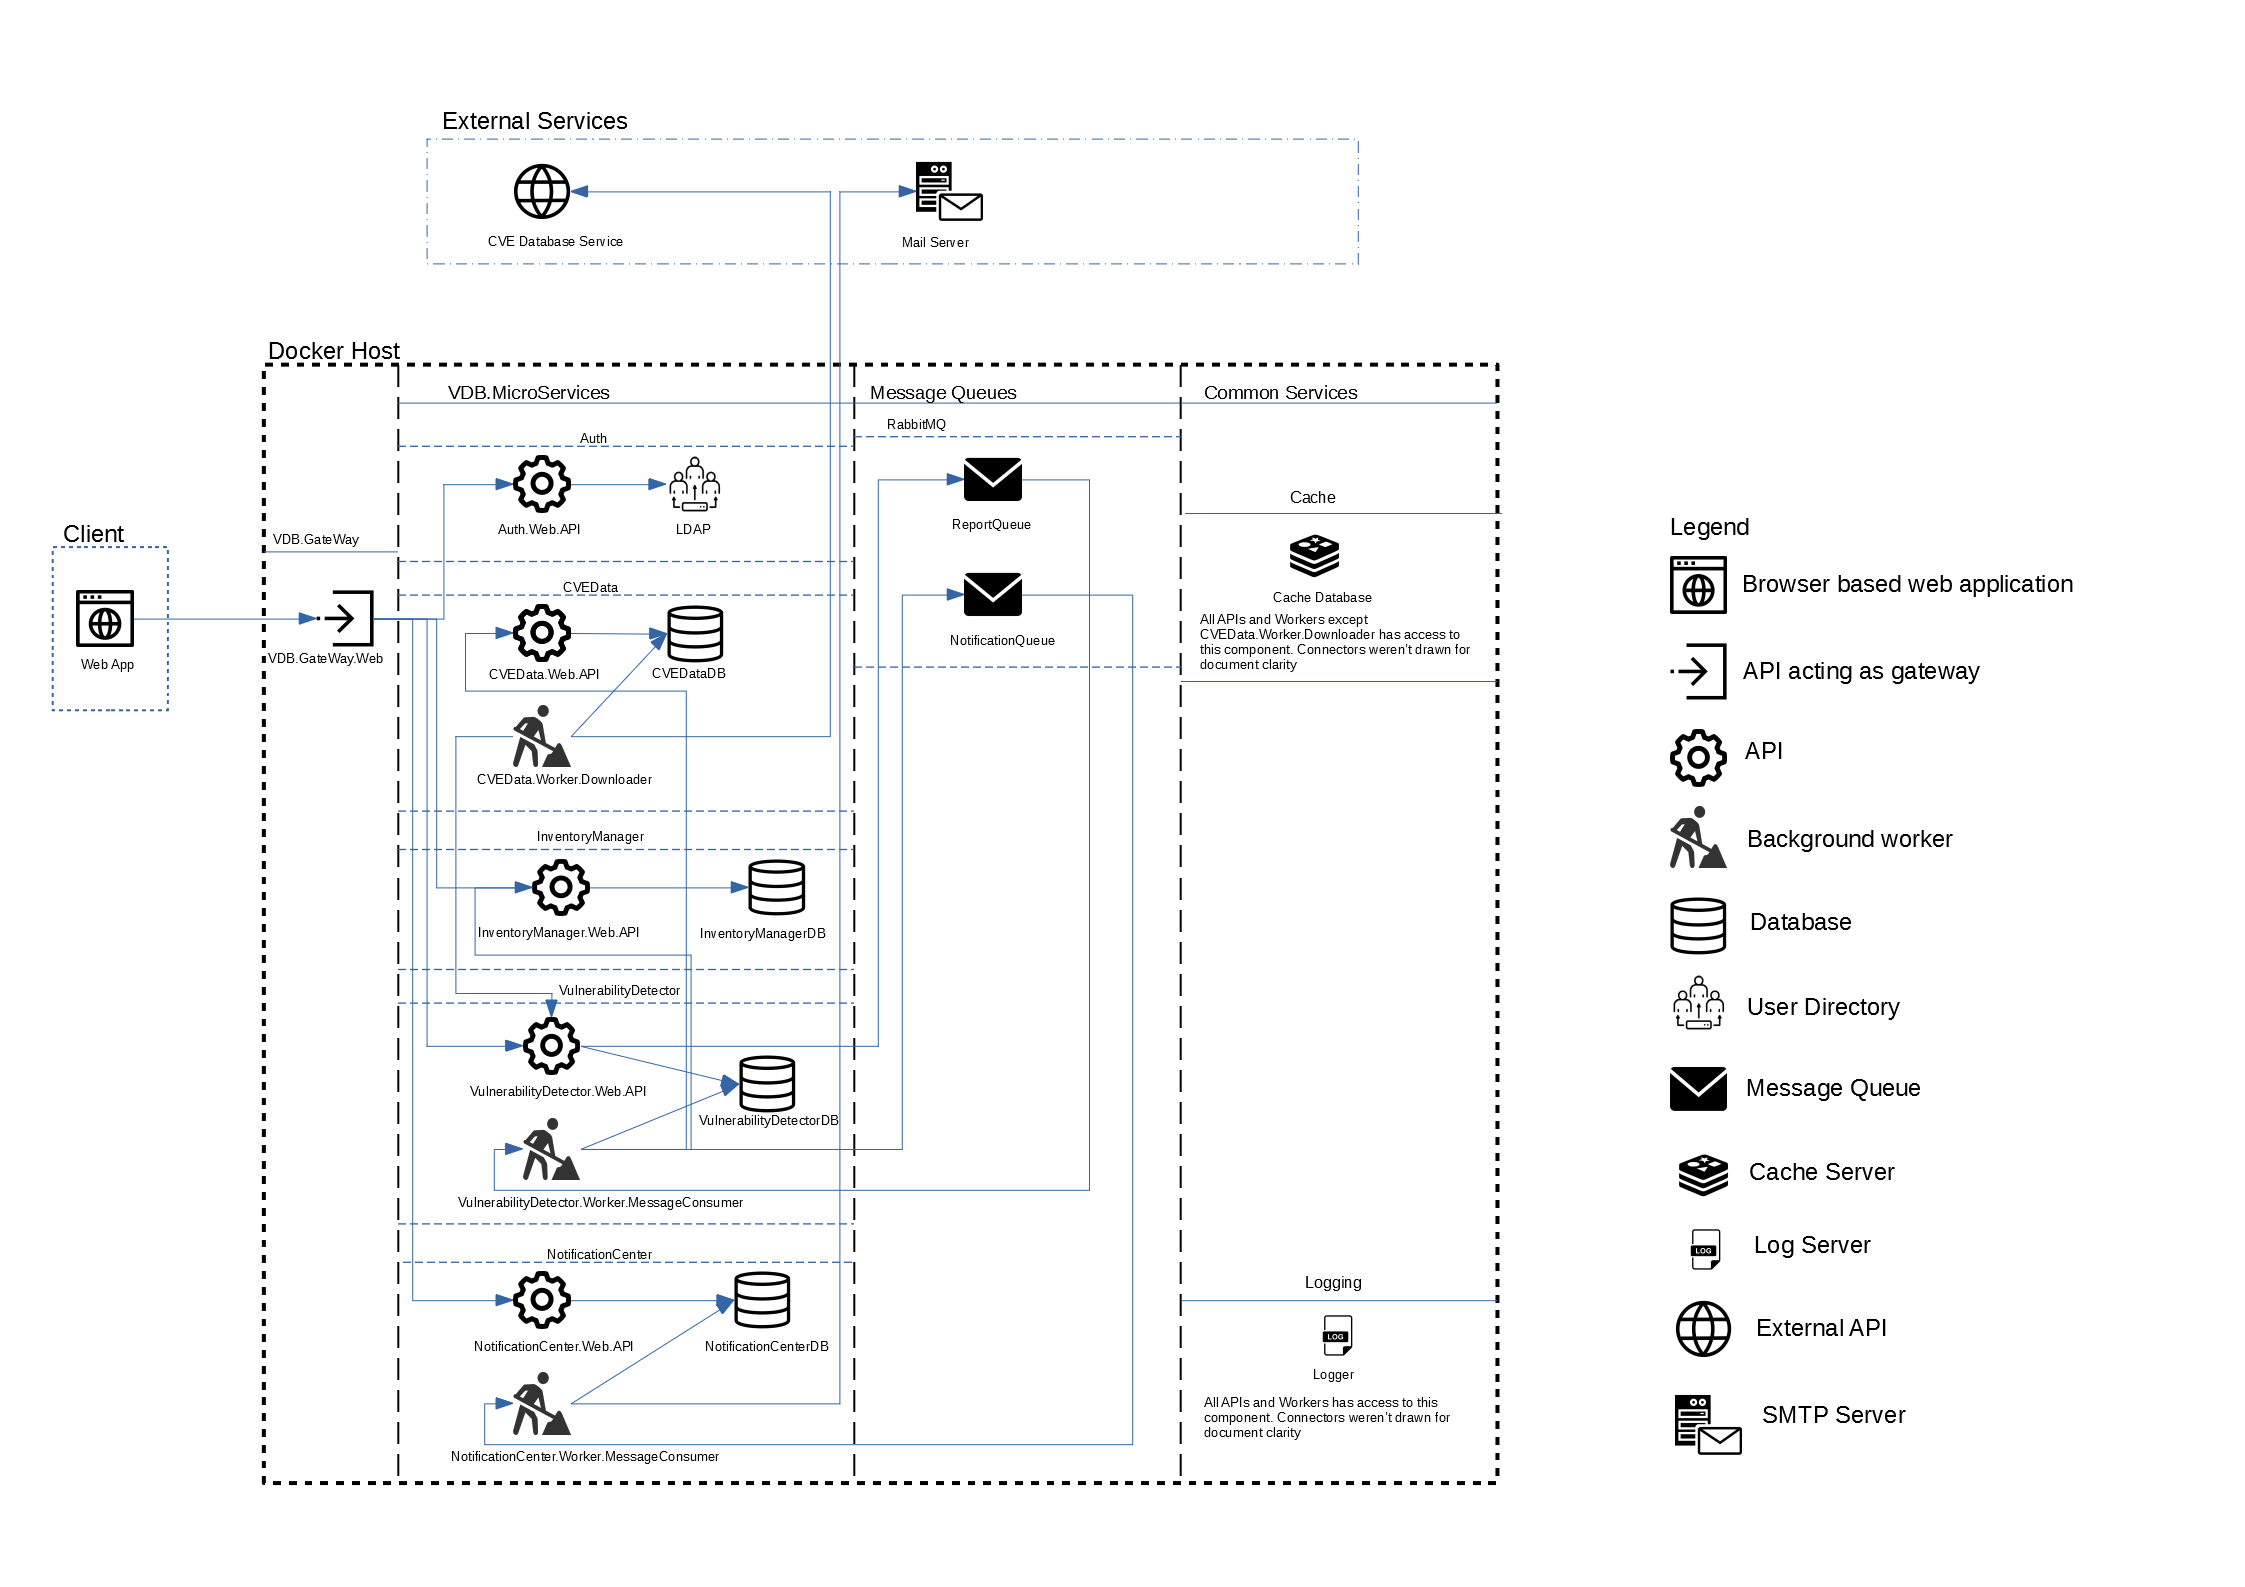 External Services
CVE Database Service
Mail Server
Docker Host
VDB.MicroServices
Message Queues
Common Services
RabbitMQ
Auth
Auth.Web.API
LDAP
ReportQueue
Cache
Client
VDB.GateWay
Web App
VDB.GateWay.Web
CVEData
CVEData.Web.API
CVEDataDB
NotificationQueue
Cache Database
All APIs and Workers except
CVEData.Worker.Downloader has access to
this component. Connectors weren't drawn for
document clarity
CVEData.Worker.Downloader
InventoryManager
InventoryManager.Web.API
InventoryManagerDB
VulnerabilityDetector
VulnerabilityDetector.Web.API
VulnerabilityDetectorDB
VulnerabilityDetector.Worker.MessageConsumer
NotificationCenter
NotificationCenter.Web.API
NotificationCenterDB
NotificationCenter.Worker.MessageConsumer
Logging
LOG
Logger
All APIs and Workers has access to this
component. Connectors weren't drawn for
document clarity
Legend
Browser based web application
API acting as gateway
API
Background worker
Database
User Directory
Message Queue
Cache Server
LOG
Log Server
External API
SMTP Server